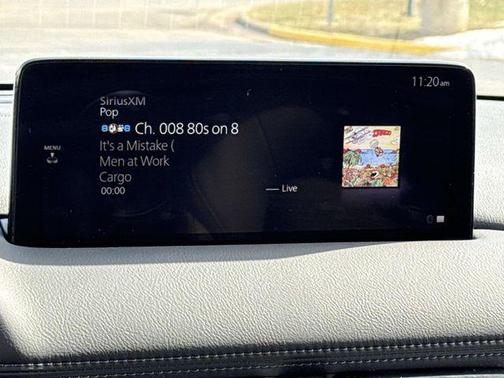 11:20am
SiriusXM
Pop
Ch. 008 80s on 8
MENU
It's a Mistake (
Men at Work
Cargo
00:00
Live